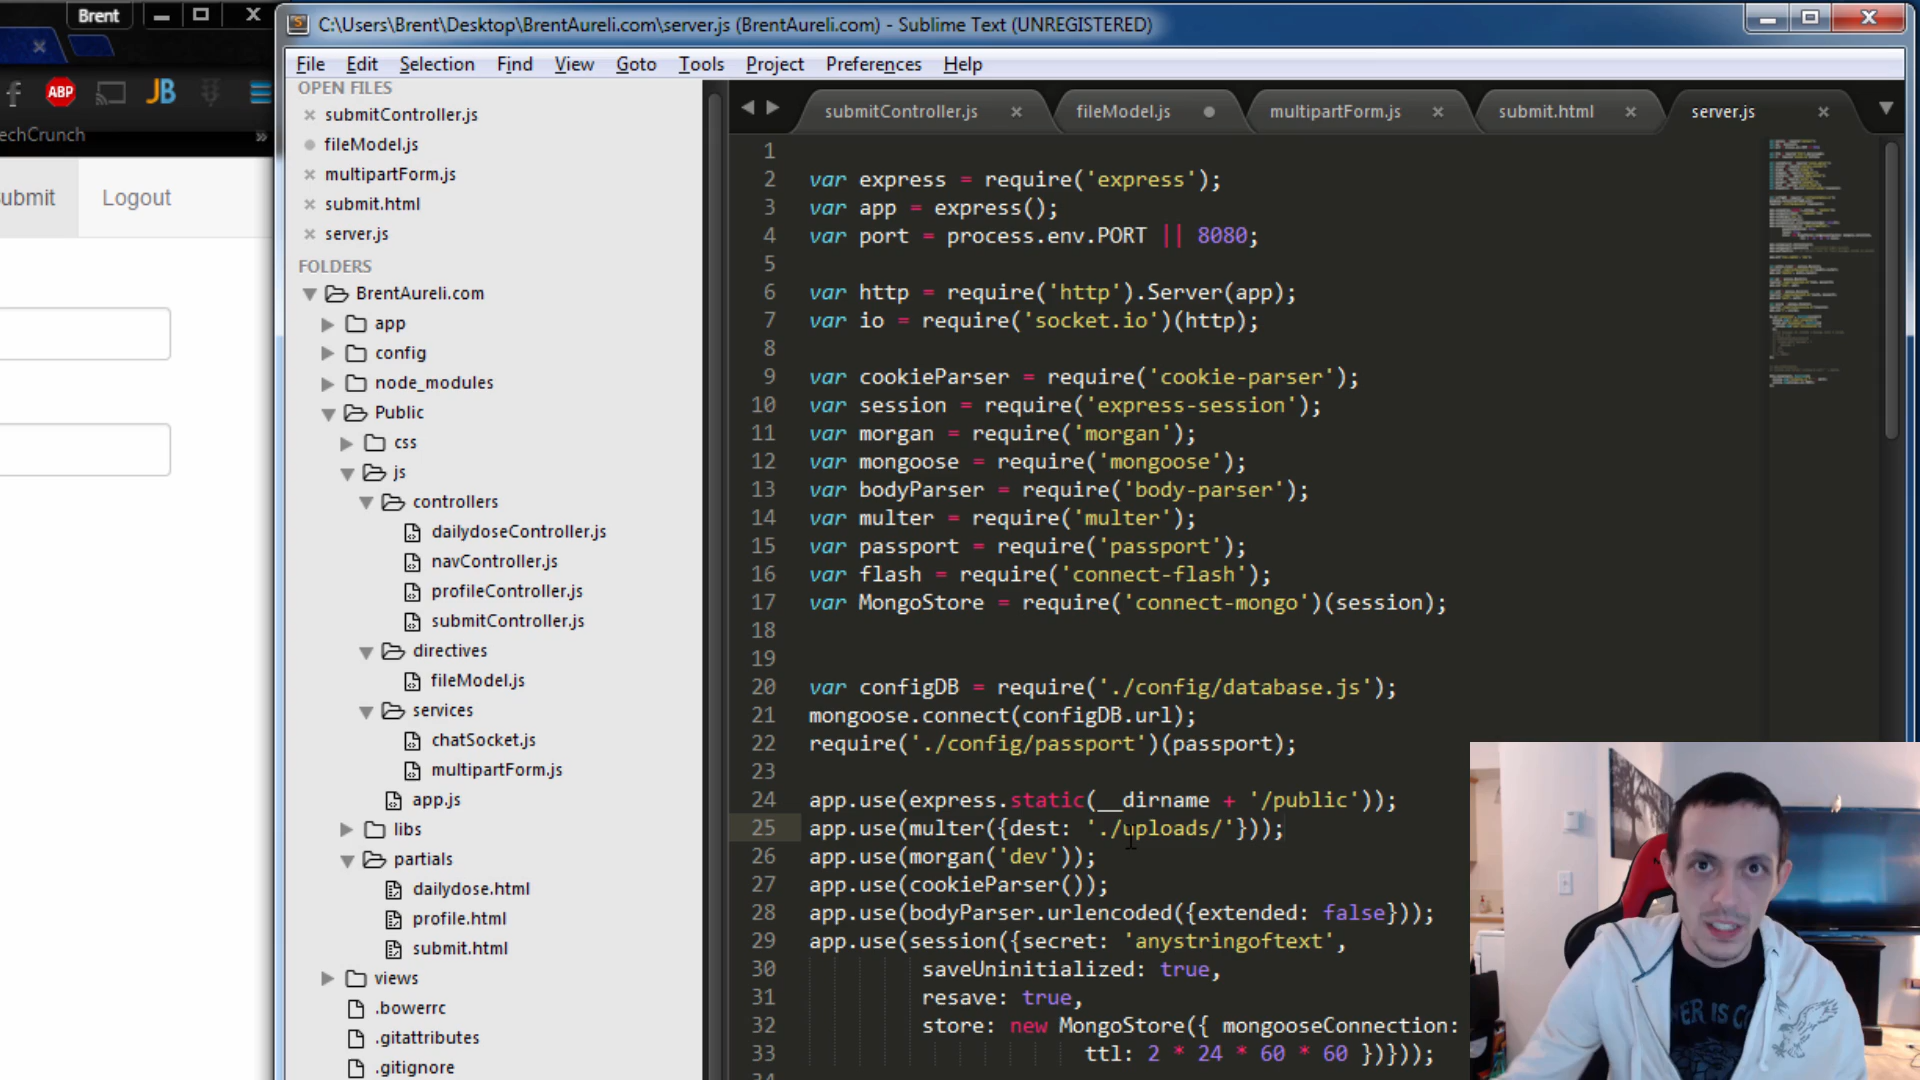 Brent
C:\Users\Brent\Desktop\BrentAureli.com\server.js (BrentAureli.com) - Sublime Text (UNREGISTERED)
File Edit Selection Find View Goto Tools Project Preferences Help
f ABP JB
echCrunch »
ubmit Logout
OPEN FILES
submitController.js
fileModel.js
multipartForm.js
submit.html
server.js
FOLDERS
BrentAureli.com
app
config
node_modules
Public
css
js
controllers
dailydoseController.js
navController.js
profileController.js
submitController.js
directives
fileModel.js
services
chatSocket.js
multipartForm.js
app.js
libs
partials
dailydose.html
profile.html
submit.html
views
.bowerrc
.gitattributes
.gitignore
submitController.js fileModel.js multipartForm.js submit.html server.js
1
2 var express = require('express');
3 var app = express();
4 var port = process.env.PORT || 8080;
5
6 var http = require('http').Server(app);
7 var io = require('socket.io')(http);
8
9 var cookieParser = require('cookie-parser');
10 var session = require('express-session');
11 var morgan = require('morgan');
12 var mongoose = require('mongoose');
13 var bodyParser = require('body-parser');
14 var multer = require('multer');
15 var passport = require('passport');
16 var flash = require('connect-flash');
17 var MongoStore = require('connect-mongo')(session);
18
19
20 var configDB = require('./config/database.js');
21 mongoose.connect(configDB.url);
22 require('./config/passport')(passport);
23
24 app.use(express.static(__dirname + '/public'));
25 app.use(multer({dest: './uploads/'}));
26 app.use(morgan('dev'));
27 app.use(cookieParser());
28 app.use(bodyParser.urlencoded({extended: false}));
29 app.use(session({secret: 'anystringoftext',
30 saveUninitialized: true,
31 resave: true,
32 store: new MongoStore({ mongooseConnection:
33 ttl: 2 * 24 * 60 * 60 })}));